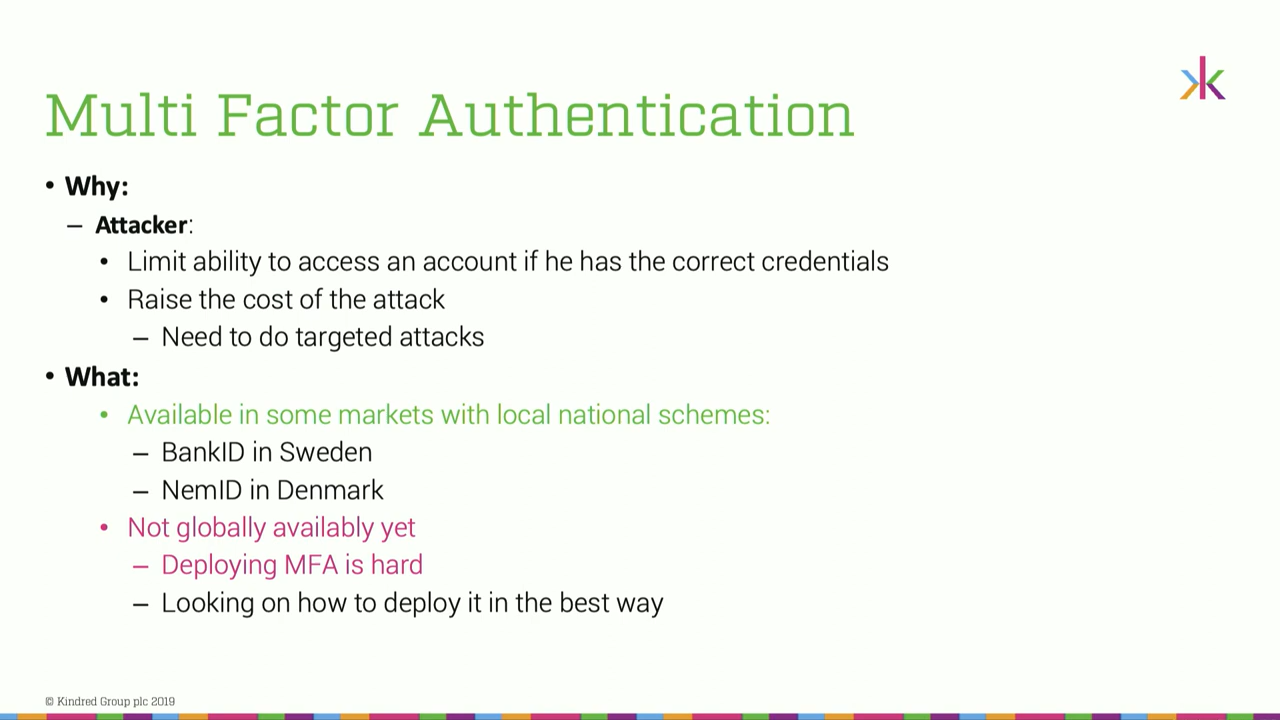 Multi Factor Authentication
• Why:
– Attacker:
• Limit ability to access an account if he has the correct credentials
• Raise the cost of the attack
– Need to do targeted attacks
• What:
• Available in some markets with local national schemes:
– BankID in Sweden
– NemID in Denmark
• Not globally availably yet
– Deploying MFA is hard
– Looking on how to deploy it in the best way
© Kindred Group plc 2019